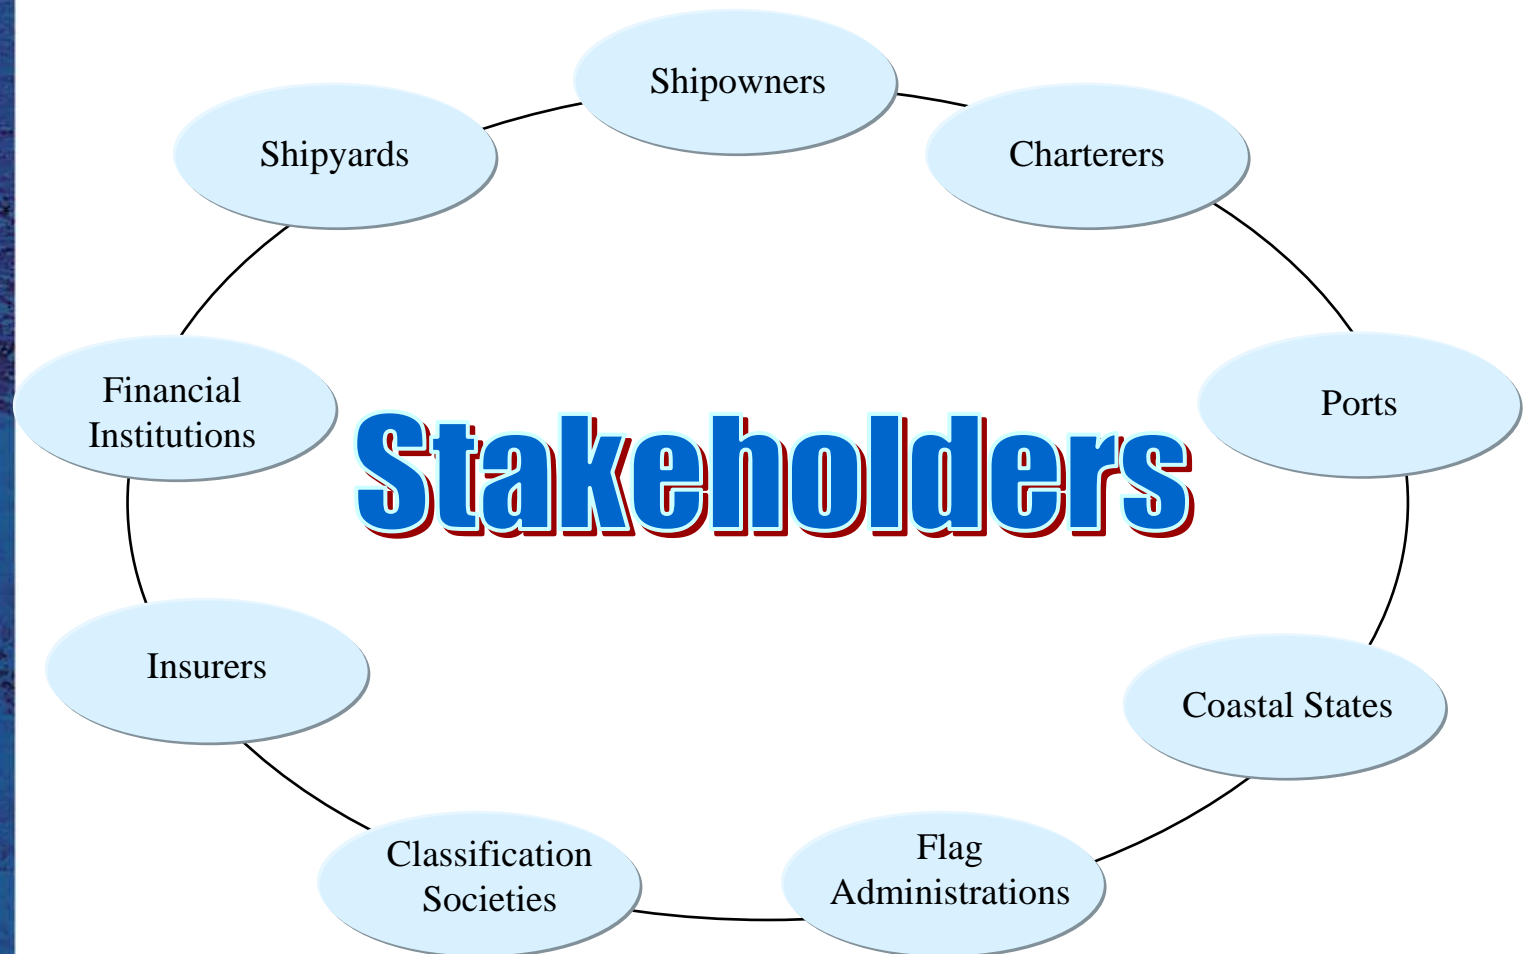 Shipowners
Shipyards
Charterers
Financial
Institutions
Ports
Stakeholders
Insurers
Coastal States
Classification
Societies
Flag
Administrations